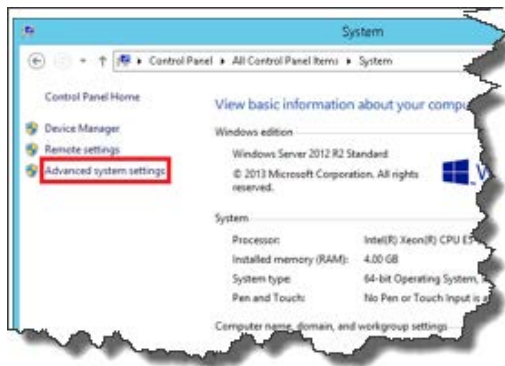 System
Control Panel ▸ All Control Panel Items ▸ System
Control Panel Home
Device Manager
Remote settings
Advanced system settings
View basic information about your
Windows edition
Windows Server 2012 R2 Standard
© 2013 Microsoft Corporation. All rights
reserved.
System
Processor: Intel(R) Xeon(R) CPU
Installed memory (RAM): 4.00 GB
System type: 64-bit Operating System,
Pen and Touch: No Pen or Touch Input is
Computer name, domain, and workgroup settings